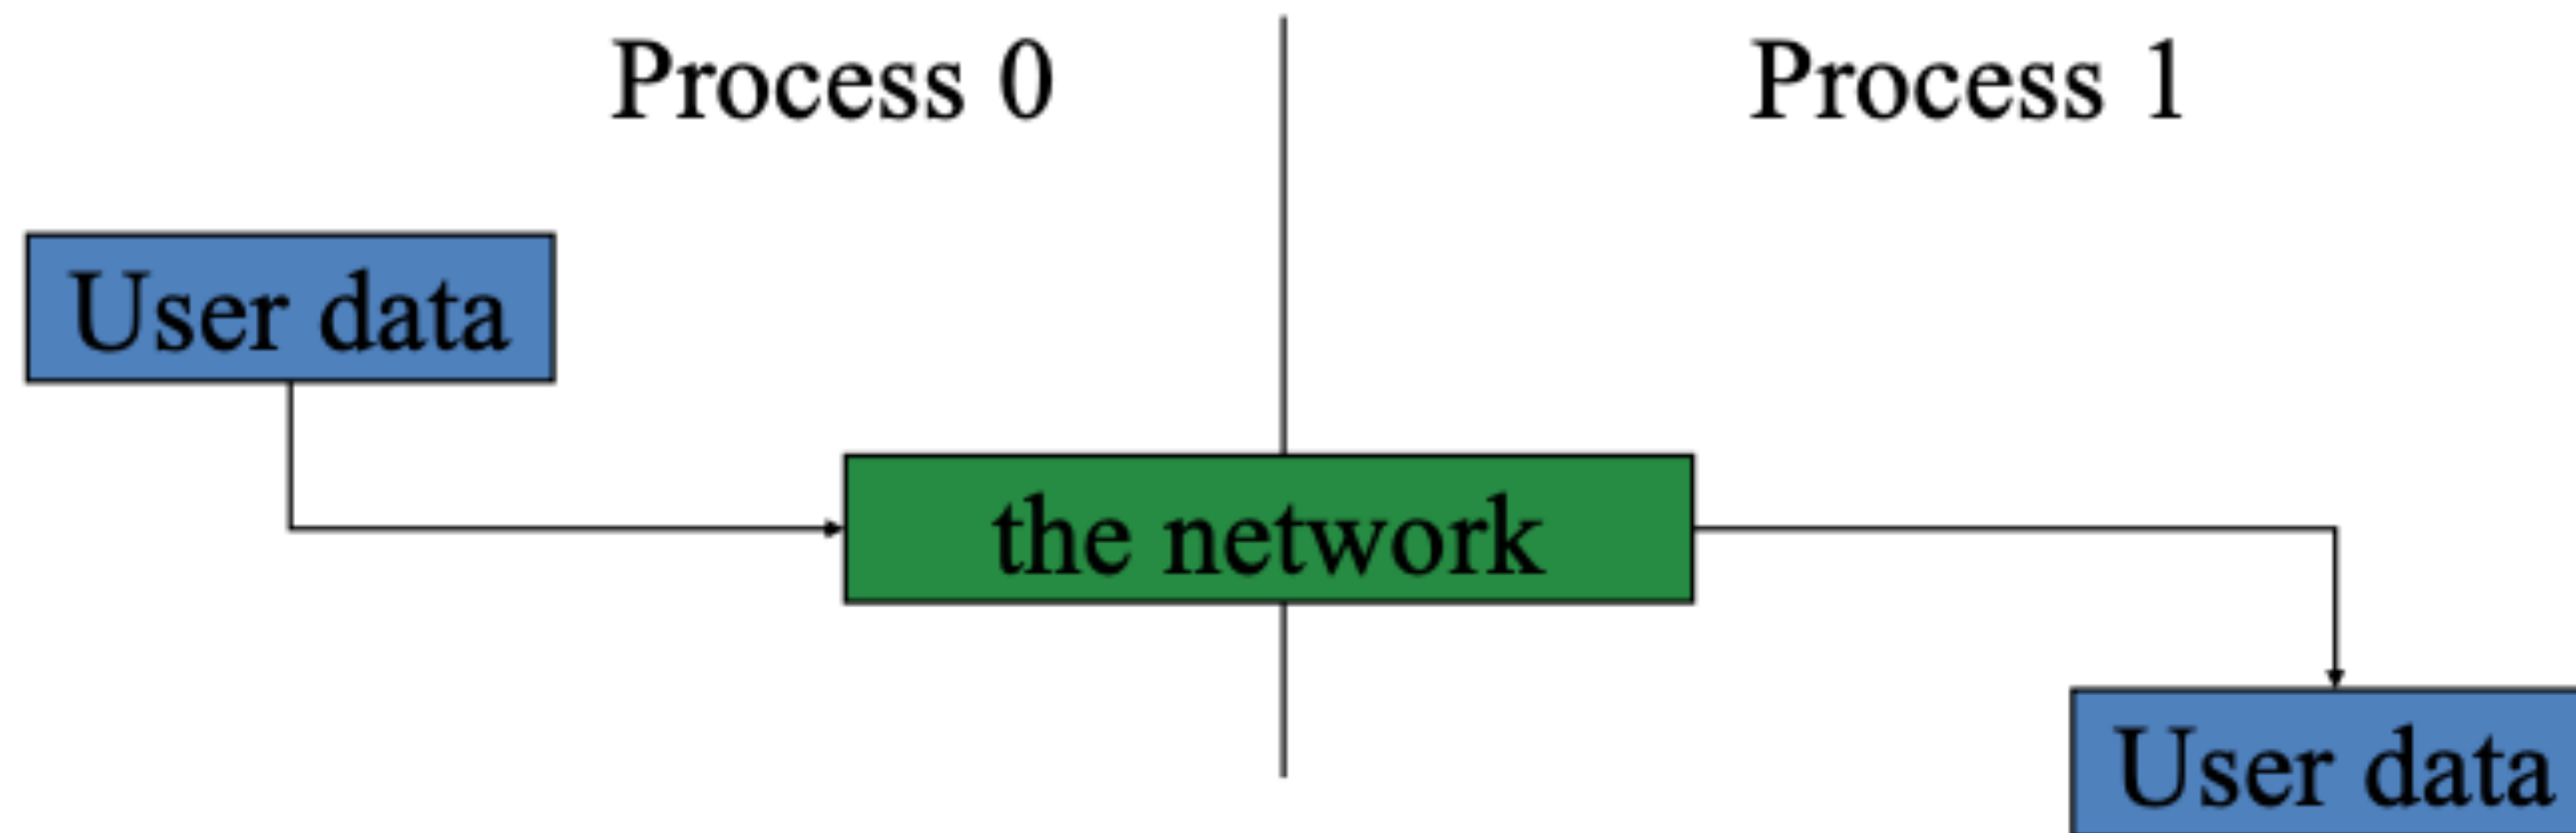 Process 0
Process 1
User data
the network
User data